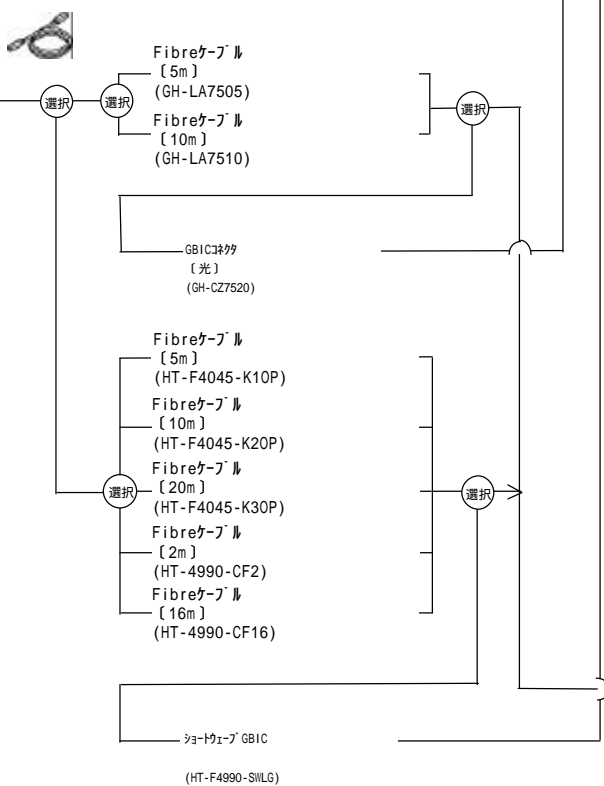 Fibreｹｰﾌﾞﾙ
〔5m〕
選択
選択
(GH-LA7505)
選択
Fibreｹｰﾌﾞﾙ
〔10m〕
(GH-LA7510)
GBICｺﾈｸﾀ
〔光〕
(GH-CZ7520)
Fibreｹｰﾌﾞﾙ
〔5m〕
(HT-F4045-K10P)
Fibreｹｰﾌﾞﾙ
〔10m〕
(HT-F4045-K20P)
Fibreｹｰﾌﾞﾙ
選択
〔20m〕
選択
(HT-F4045-K30P)
Fibreｹｰﾌﾞﾙ
〔2m〕
(HT-4990-CF2)
Fibreｹｰﾌﾞﾙ
〔16m〕
(HT-4990-CF16)
ｼｮｰﾄｳｪｰﾌﾞGBIC
(HT-F4990-SWLG)